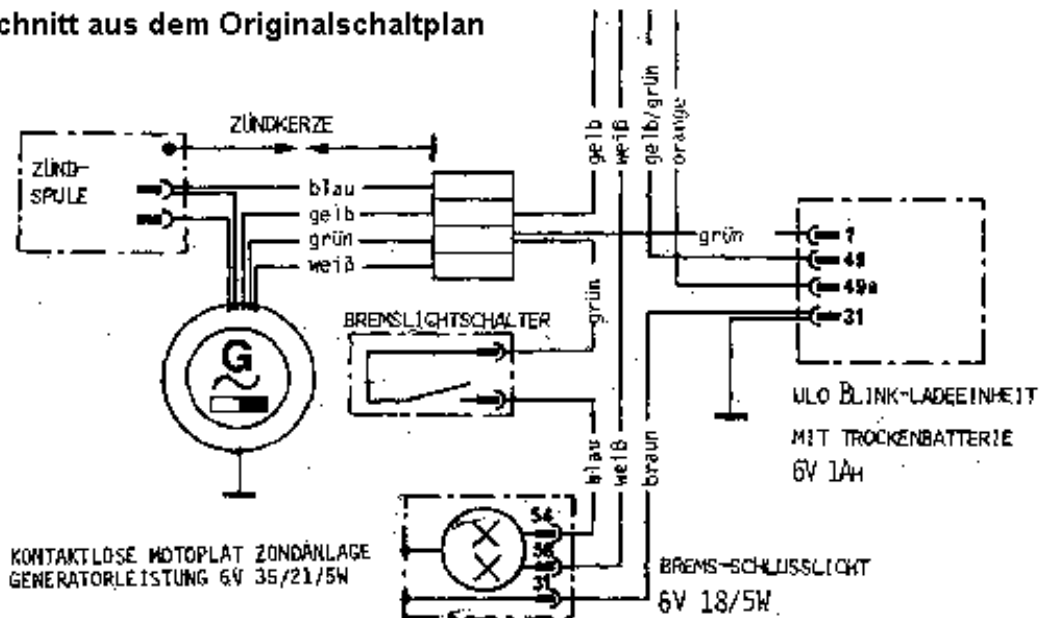 chnitt aus dem Originalschaltplan
ZÜNDKERZE
ZÜND-
SPULE
blau
gelb
grün
weiß
gelb
weiß
gelb/grün
orange
grün
49a
31
grün
BREMSLICHTSCHALTER
G
ULO BLINK-LADEEINHEIT
MIT TROCKENBATTERIE
6V 1AH
blau
weiß
braun
54
31
KONTAKTLOSE MOTOPLAT ZÜNDANLAGE
GENERATORLEISTUNG 6V 35/21/5W
BREMS-SCHLUSSLICHT
6V 18/5W